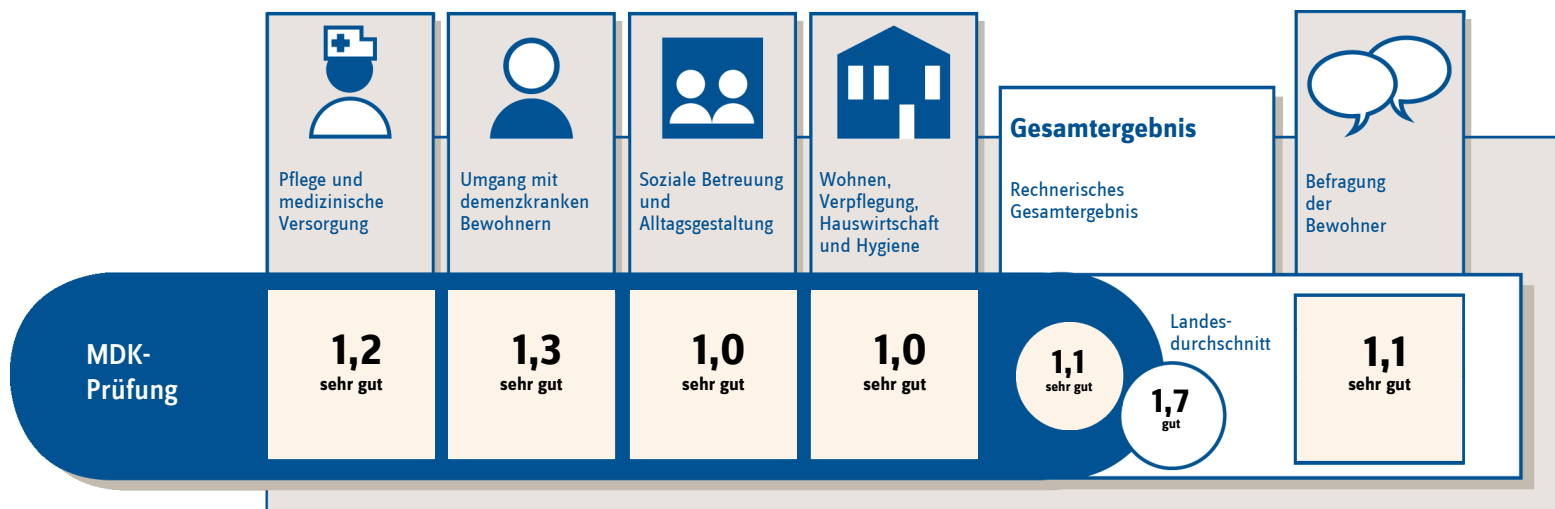 Pflege und
medizinische
Versorgung
Umgang mit
demenzkranken
Bewohnern
Soziale Betreuung
und
Alltagsgestaltung
Wohnen,
Verpflegung,
Hauswirtschaft
und Hygiene
Gesamtergebnis
Rechnerisches
Gesamtergebnis
Befragung
der
Bewohner
MDK-
Prüfung
1,2
sehr gut
1,3
sehr gut
1,0
sehr gut
1,0
sehr gut
1,1
sehr gut
Landes-
durchschnitt
1,7
gut
1,1
sehr gut